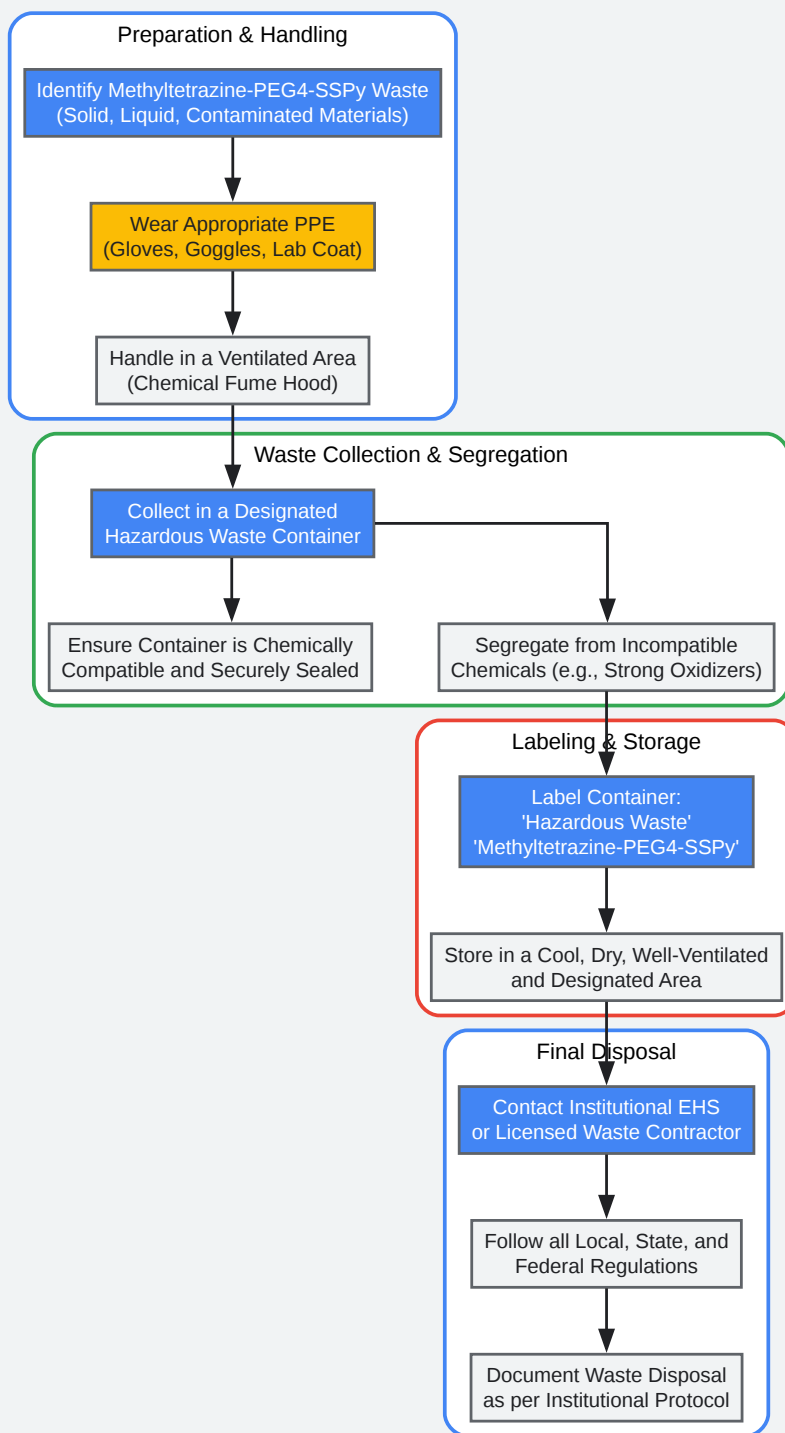 Preparation & Handling
Identify Methyltetrazine-PEG4-SSPy Waste
(Solid, Liquid, Contaminated Materials)
Wear Appropriate PPE
(Gloves, Goggles, Lab Coat)
Handle in a Ventilated Area
(Chemical Fume Hood)
Waste Collection & Segregation
Collect in a Designated
Hazardous Waste Container
Ensure Container is Chemically
Compatible and Securely Sealed
Segregate from Incompatible
Chemicals (e.g., Strong Oxidizers)
Labeling & Storage
Label Container:
'Hazardous Waste'
'Methyltetrazine-PEG4-SSPy'
Store in a Cool, Dry, Well-Ventilated
and Designated Area
Final Disposal
Contact Institutional EHS
or Licensed Waste Contractor
Follow all Local, State, and
Federal Regulations
Document Waste Disposal
as per Institutional Protocol